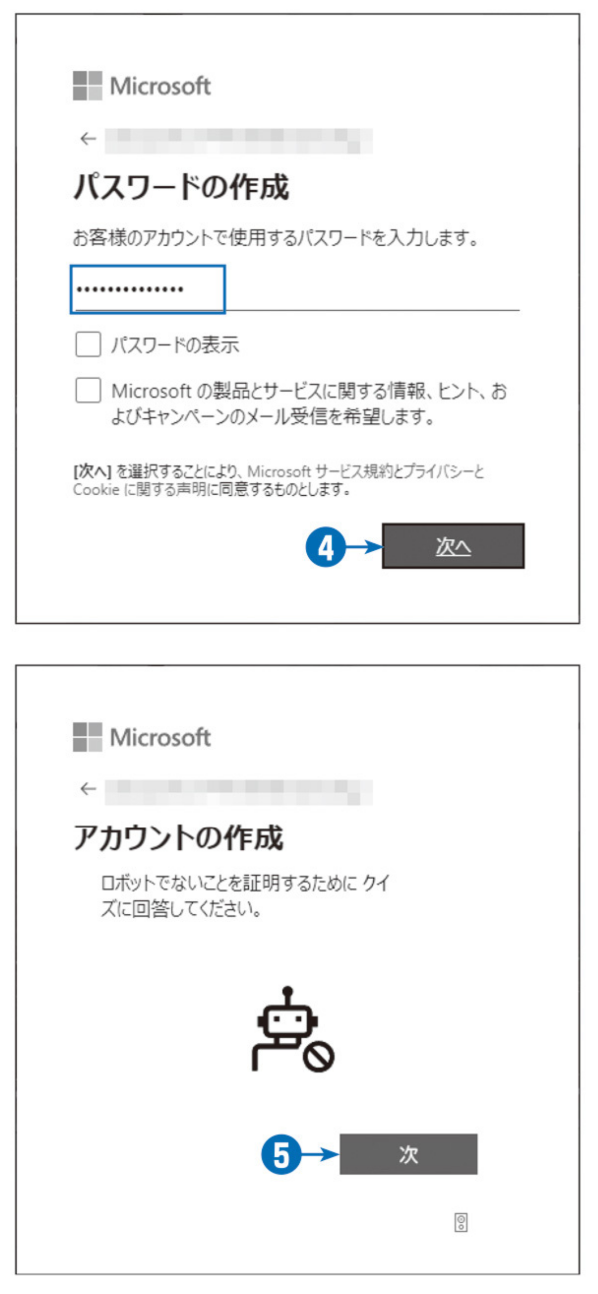 Microsoft
パスワードの作成
お客様のアカウントで使用するパスワードを入力します。
••••••••••••••
パスワードの表示
Microsoft の製品とサービスに関する情報、ヒント、お
よびキャンペーンのメール受信を希望します。
[次へ] を選択することにより、Microsoft サービス規約とプライバシーと
Cookie に関する声明に同意するものとします。
4
次へ
Microsoft
アカウントの作成
ロボットでないことを証明するために クイ
ズに回答してください。
5
次